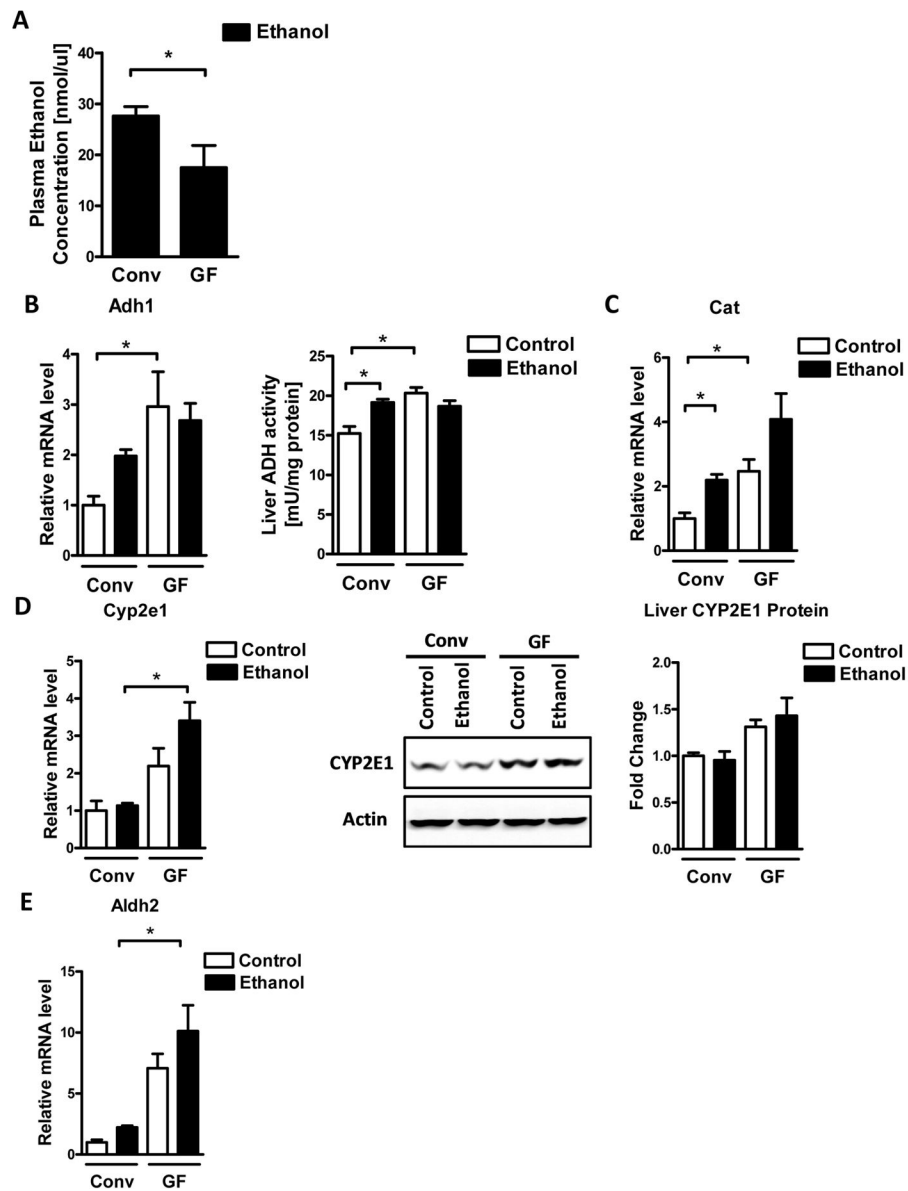 A
Ethanol
*
Plasma Ethanol
Concentration [nmol/ul]
40
30
20
10
0
Conv GF
B
Adh1
*
Relative mRNA level
4
3
2
1
0
Conv GF
*
*
Control
Ethanol
Liver ADH activity
[mU/mg protein]
25
20
15
10
5
0
Conv GF
C
Cat
Control
Ethanol
*
*
Relative mRNA level
6
4
2
0
Conv GF
D
Cyp2e1
Control
Ethanol
*
Relative mRNA level
5
4
3
2
1
0
Conv GF
Conv GF
Control Ethanol Control Ethanol
CYP2E1
Actin
Liver CYP2E1 Protein
Control
Ethanol
Fold Change
2.0
1.5
1.0
0.5
0.0
Conv GF
E
Aldh2
*
Control
Ethanol
Relative mRNA level
15
10
5
0
Conv GF